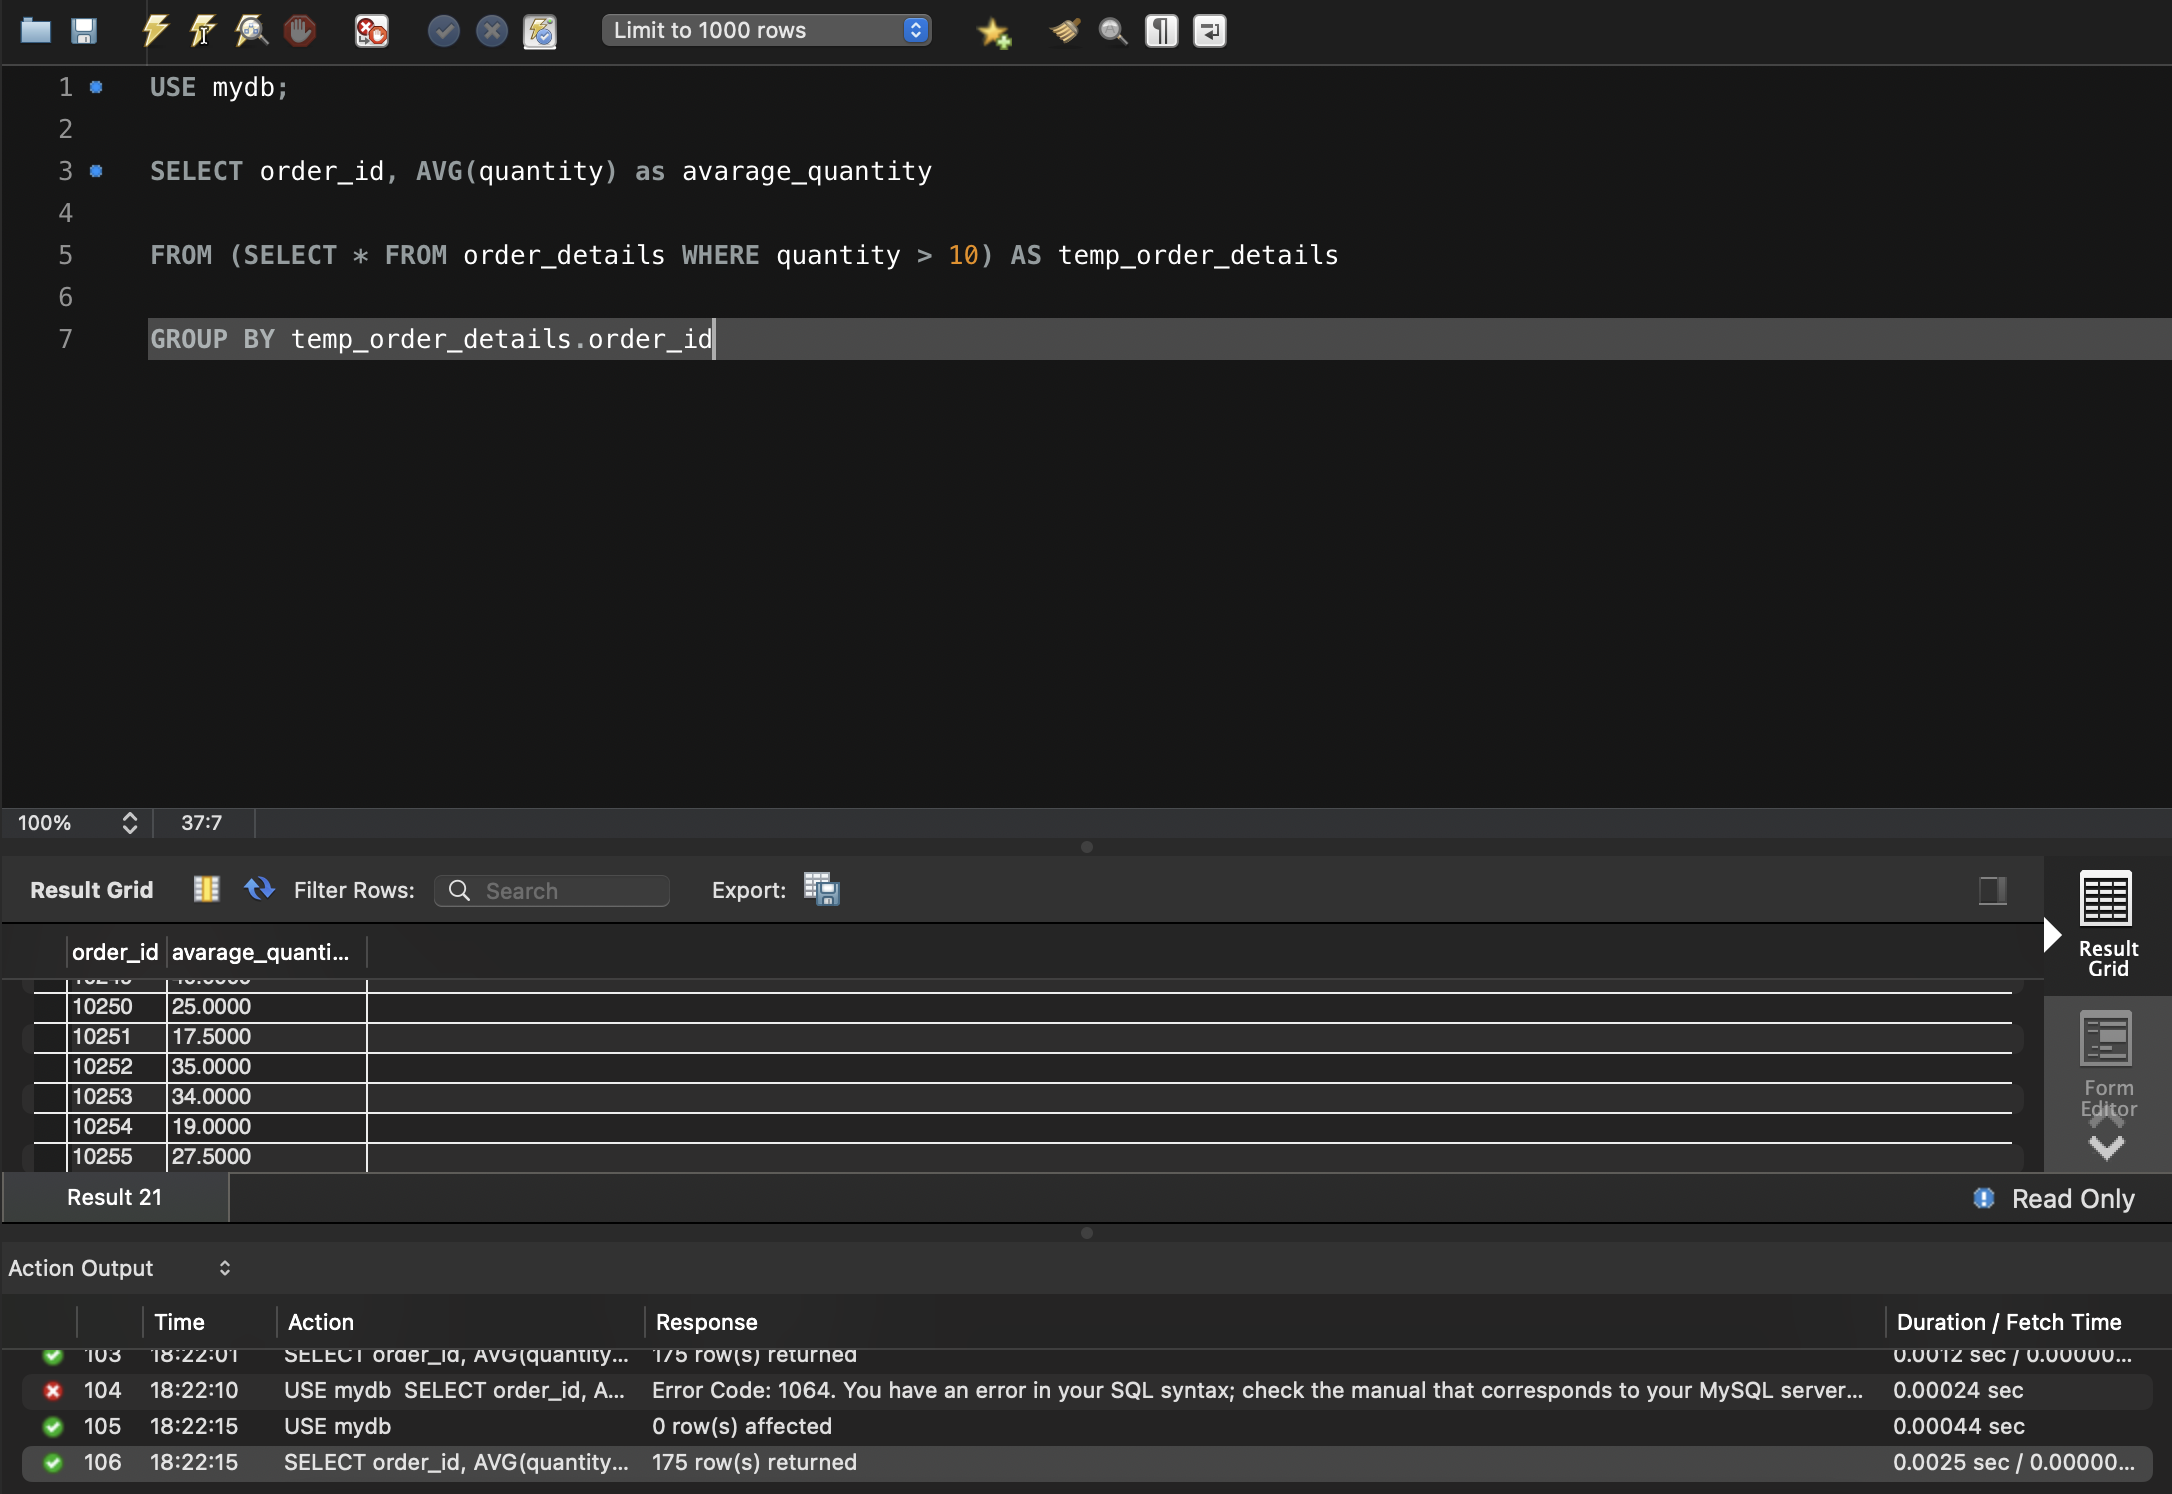 Limit to 1000 rows
1 USE mydb;
2
3 SELECT order_id, AVG(quantity) as avarage_quantity
4
5 FROM (SELECT * FROM order_details WHERE quantity > 10) AS temp_order_details
6
7 GROUP BY temp_order_details.order_id
100% 37:7
Result Grid Filter Rows: Search Export:
Result Grid
Form Editor
order_id avarage_quanti...
10250 25.0000
10251 17.5000
10252 35.0000
10253 34.0000
10254 19.0000
10255 27.5000
Result 21 Read Only
Action Output
Time Action Response Duration / Fetch Time
103 18:22:01 SELECT order_id, AVG(quantity... 175 row(s) returned 0.0012 sec / 0.00000...
104 18:22:10 USE mydb  SELECT order_id, A... Error Code: 1064. You have an error in your SQL syntax; check the manual that corresponds to your MySQL server... 0.00024 sec
105 18:22:15 USE mydb 0 row(s) affected 0.00044 sec
106 18:22:15 SELECT order_id, AVG(quantity... 175 row(s) returned 0.0025 sec / 0.00000...